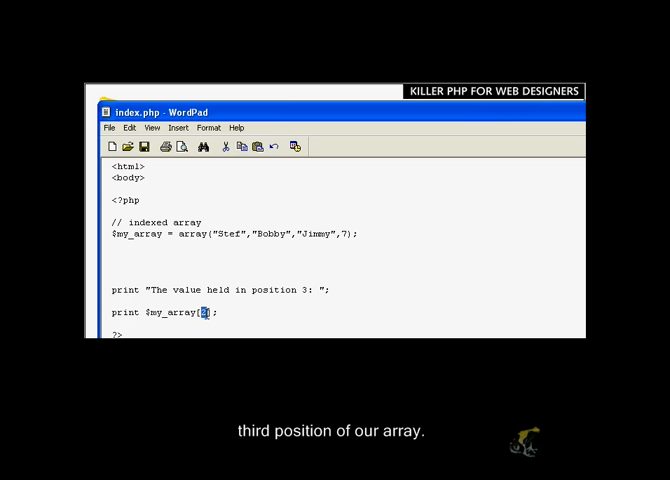 KILLER PHP FOR WEB DESIGNERS
index.php - WordPad
File Edit View Insert Format Help
<html>
<body>
<?php
// indexed array
$my_array = array("Stef","Bobby","Jimmy",7);
print "The value held in position 3: ";
print $my_array[2];
?>
third position of our array.